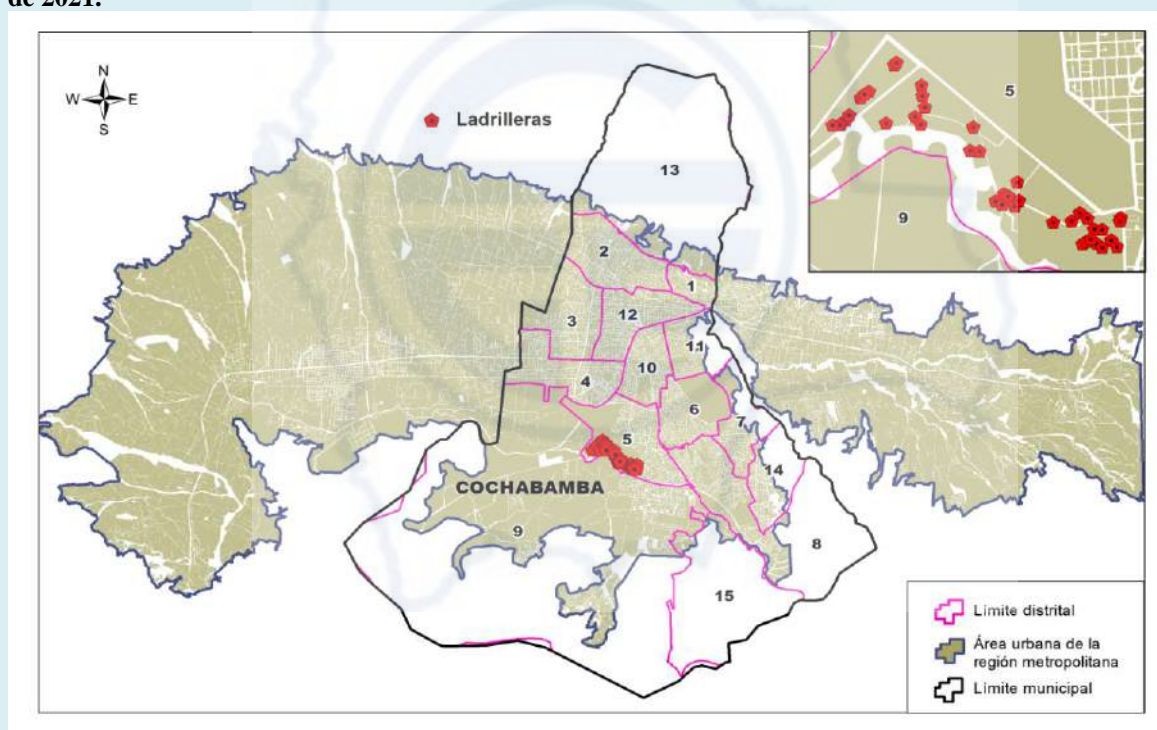 de 2021.
N
W E
S
Ladrilleras
5
9
13
2
1
3
12
11
4
10
6
7
5
14
COCHABAMBA
9
8
15
Límite distrital
Área urbana de la
región metropolitana
Límite municipal